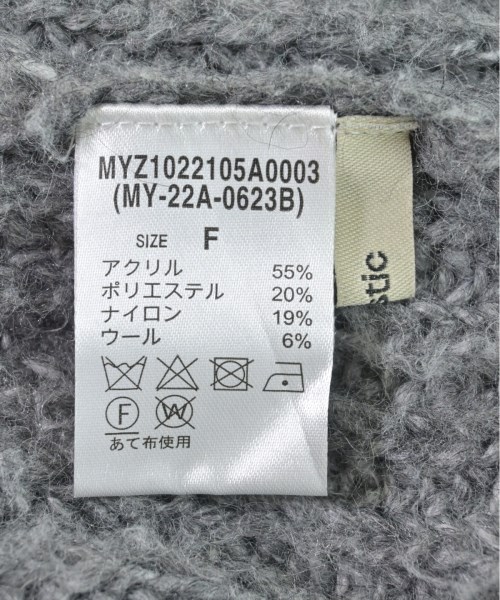 MYZ1022105A0003
(MY-22A-0623B)
SIZE F
アクリル 55%
ポリエステル 20%
ナイロン 19%
ウール 6%
F
W
あて布使用
stic